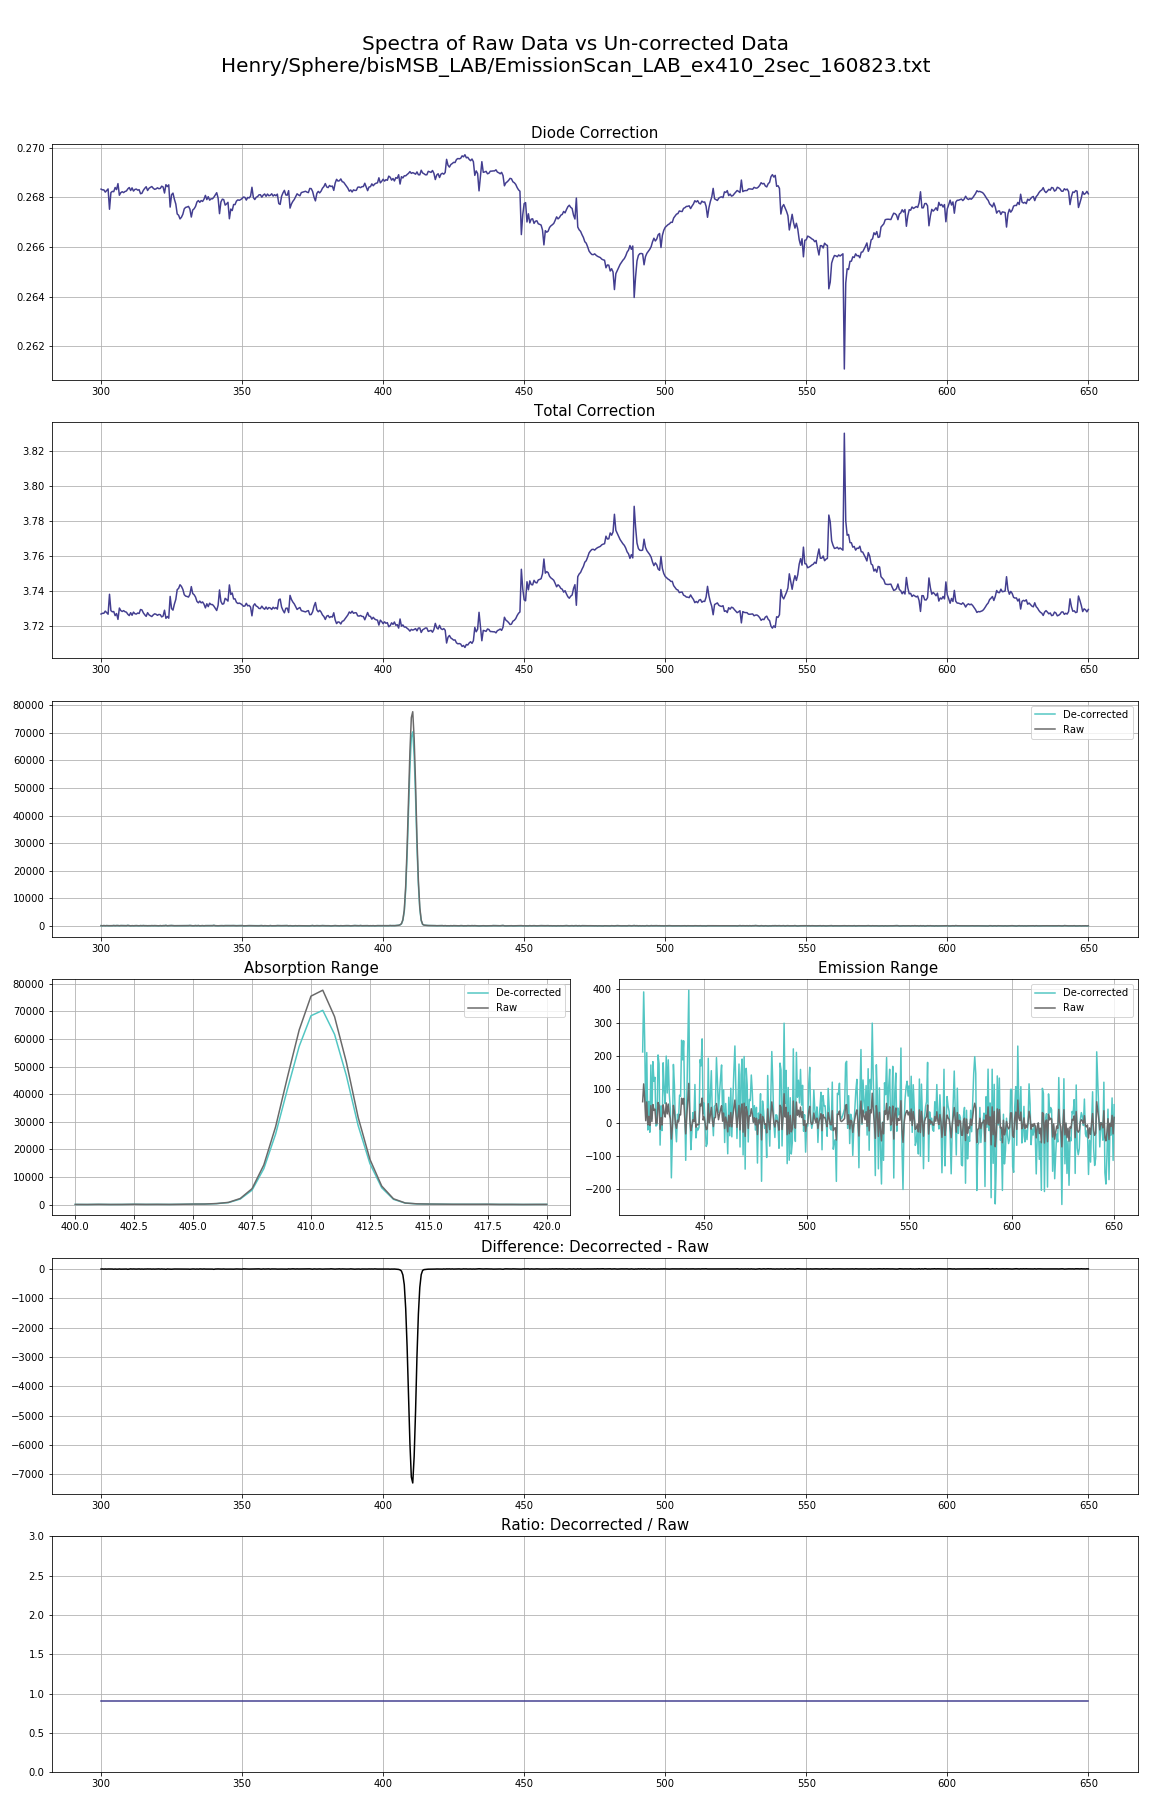 Spectra of Raw Data vs Un-corrected Data
Henry/Sphere/bisMSB_LAB/EmissionScan_LAB_ex410_2sec_160823.txt
Diode Correction
0.270
0.268
0.266
0.264
0.262
300 350 400 450 500 550 600 650
Total Correction
3.82
3.80
3.78
3.76
3.74
3.72
300 350 400 450 500 550 600 650
80000
70000
60000
50000
40000
30000
20000
10000
0
De-corrected
Raw
300 350 400 450 500 550 600 650
Absorption Range
80000
70000
60000
50000
40000
30000
20000
10000
0
De-corrected
Raw
400.0 402.5 405.0 407.5 410.0 412.5 415.0 417.5 420.0
Emission Range
400
300
200
100
0
−100
−200
De-corrected
Raw
450 500 550 600 650
Difference: Decorrected - Raw
0
−1000
−2000
−3000
−4000
−5000
−6000
−7000
300 350 400 450 500 550 600 650
Ratio: Decorrected / Raw
3.0
2.5
2.0
1.5
1.0
0.5
0.0
300 350 400 450 500 550 600 650